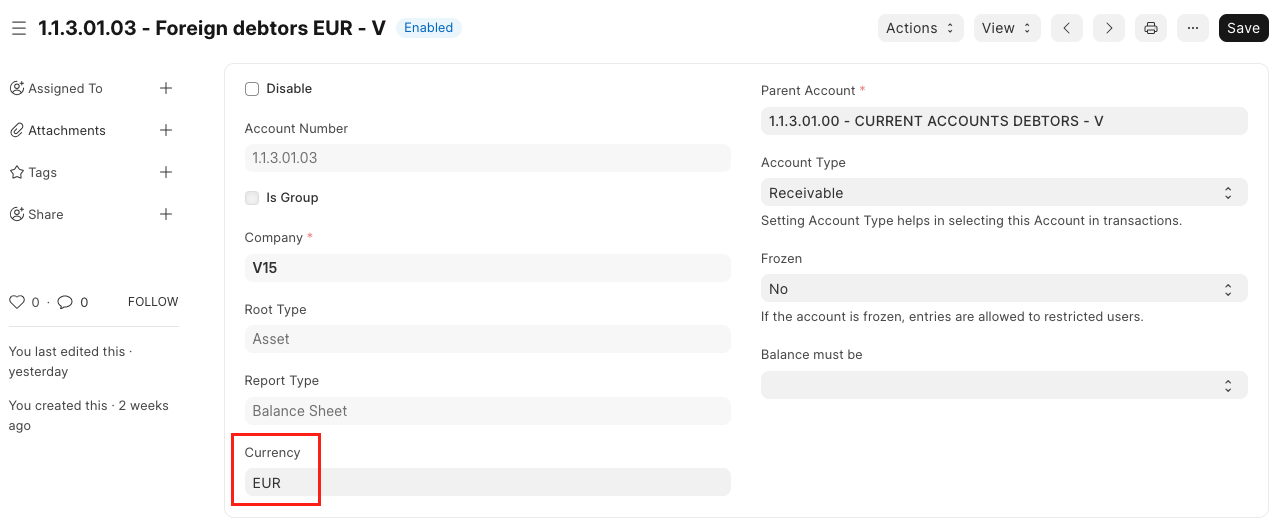 1.1.3.01.03 - Foreign debtors EUR - V Enabled
Actions View ··· Save
Assigned To
Attachments
Tags
Share
0 · 0 FOLLOW
You last edited this ·
yesterday
You created this · 2 weeks
ago
Disable
Account Number
1.1.3.01.03
Is Group
Company *
V15
Root Type
Asset
Report Type
Balance Sheet
Currency
EUR
Parent Account *
1.1.3.01.00 - CURRENT ACCOUNTS DEBTORS - V
Account Type
Receivable
Setting Account Type helps in selecting this Account in transactions.
Frozen
No
If the account is frozen, entries are allowed to restricted users.
Balance must be